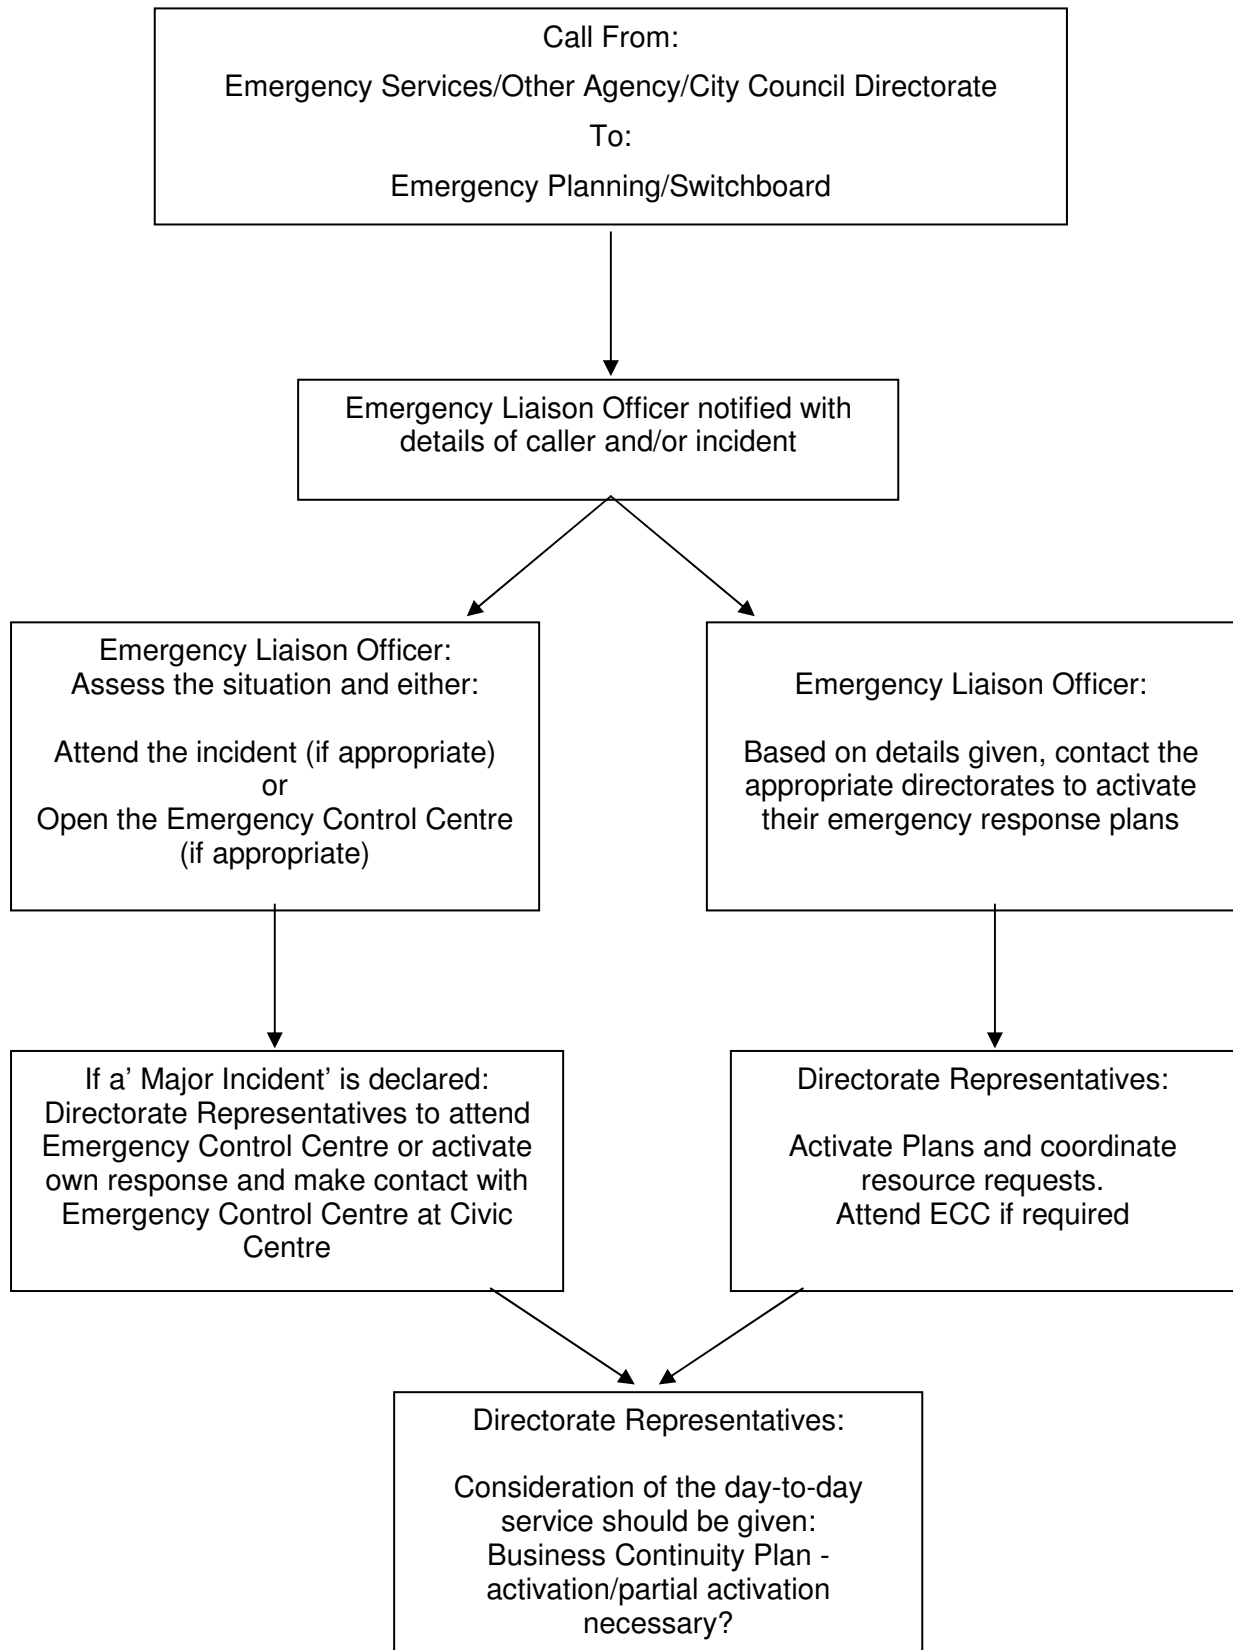 Call From:
Emergency Services/Other Agency/City Council Directorate
To:
Emergency Planning/Switchboard
Emergency Liaison Officer notified with
details of caller and/or incident
Emergency Liaison Officer:
Assess the situation and either:
Attend the incident (if appropriate)
or
Open the Emergency Control Centre
(if appropriate)
Emergency Liaison Officer:
Based on details given, contact the
appropriate directorates to activate
their emergency response plans
If a’ Major Incident’ is declared:
Directorate Representatives to attend
Emergency Control Centre or activate
own response and make contact with
Emergency Control Centre at Civic
Centre
Directorate Representatives:
Activate Plans and coordinate
resource requests.
Attend ECC if required
Directorate Representatives:
Consideration of the day-to-day
service should be given:
Business Continuity Plan -
activation/partial activation
necessary?